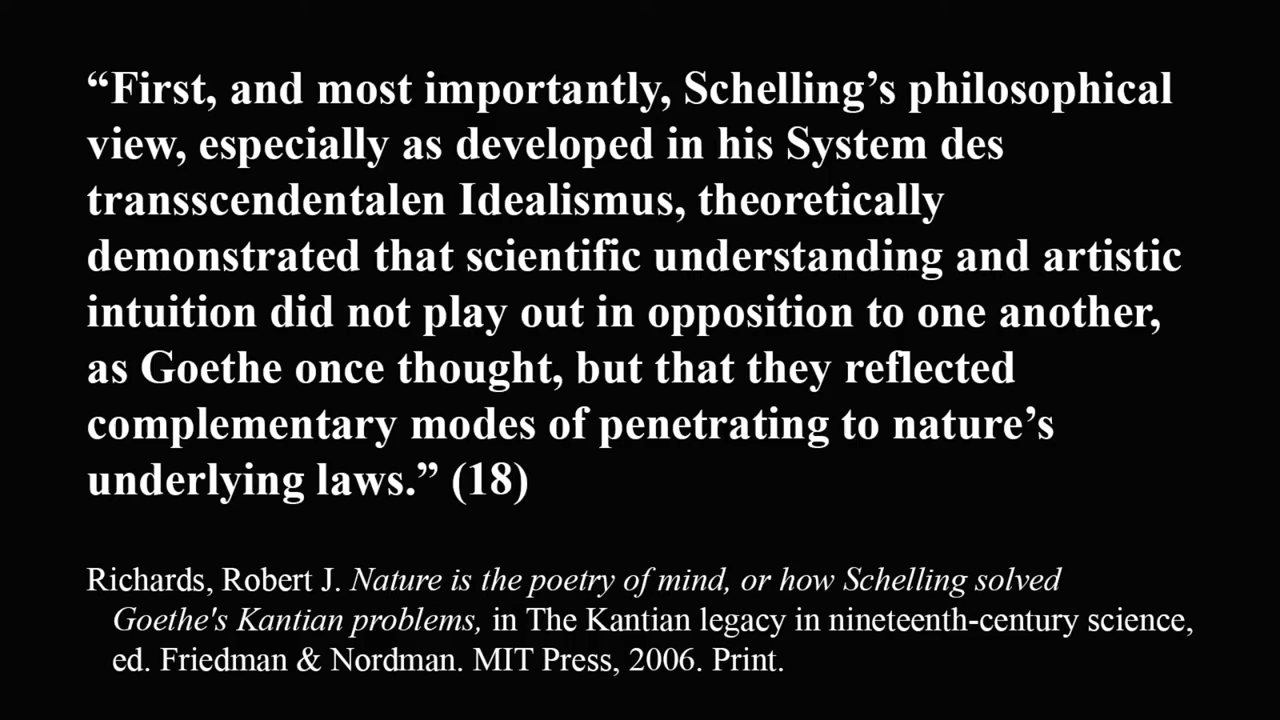 “First, and most importantly, Schelling’s philosophical
view, especially as developed in his System des
transscendentalen Idealismus, theoretically
demonstrated that scientific understanding and artistic
intuition did not play out in opposition to one another,
as Goethe once thought, but that they reflected
complementary modes of penetrating to nature’s
underlying laws.” (18)
Richards, Robert J. Nature is the poetry of mind, or how Schelling solved
Goethe's Kantian problems, in The Kantian legacy in nineteenth-century science,
ed. Friedman & Nordman. MIT Press, 2006. Print.